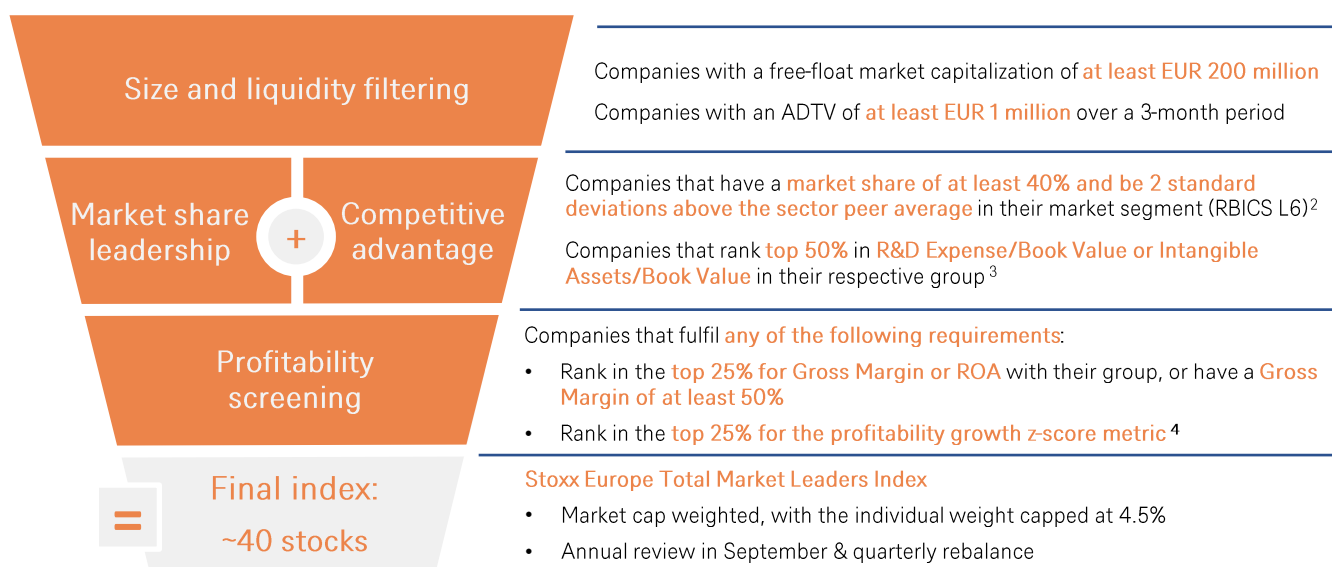 Size and liquidity filtering
Companies with a free-float market capitalization of at least EUR 200 million
Companies with an ADTV of at least EUR 1 million over a 3-month period
Market share
leadership
+
Competitive
advantage
Companies that have a market share of at least 40% and be 2 standard
deviations above the sector peer average in their market segment (RBICS L6)²
Companies that rank top 50% in R&D Expense/Book Value or Intangible
Assets/Book Value in their respective group ³
Profitability
screening
Companies that fulfil any of the following requirements:
• Rank in the top 25% for Gross Margin or ROA with their group, or have a Gross
Margin of at least 50%
• Rank in the top 25% for the profitability growth z-score metric ⁴
=
Final index:
~40 stocks
Stoxx Europe Total Market Leaders Index
• Market cap weighted, with the individual weight capped at 4.5%
• Annual review in September & quarterly rebalance